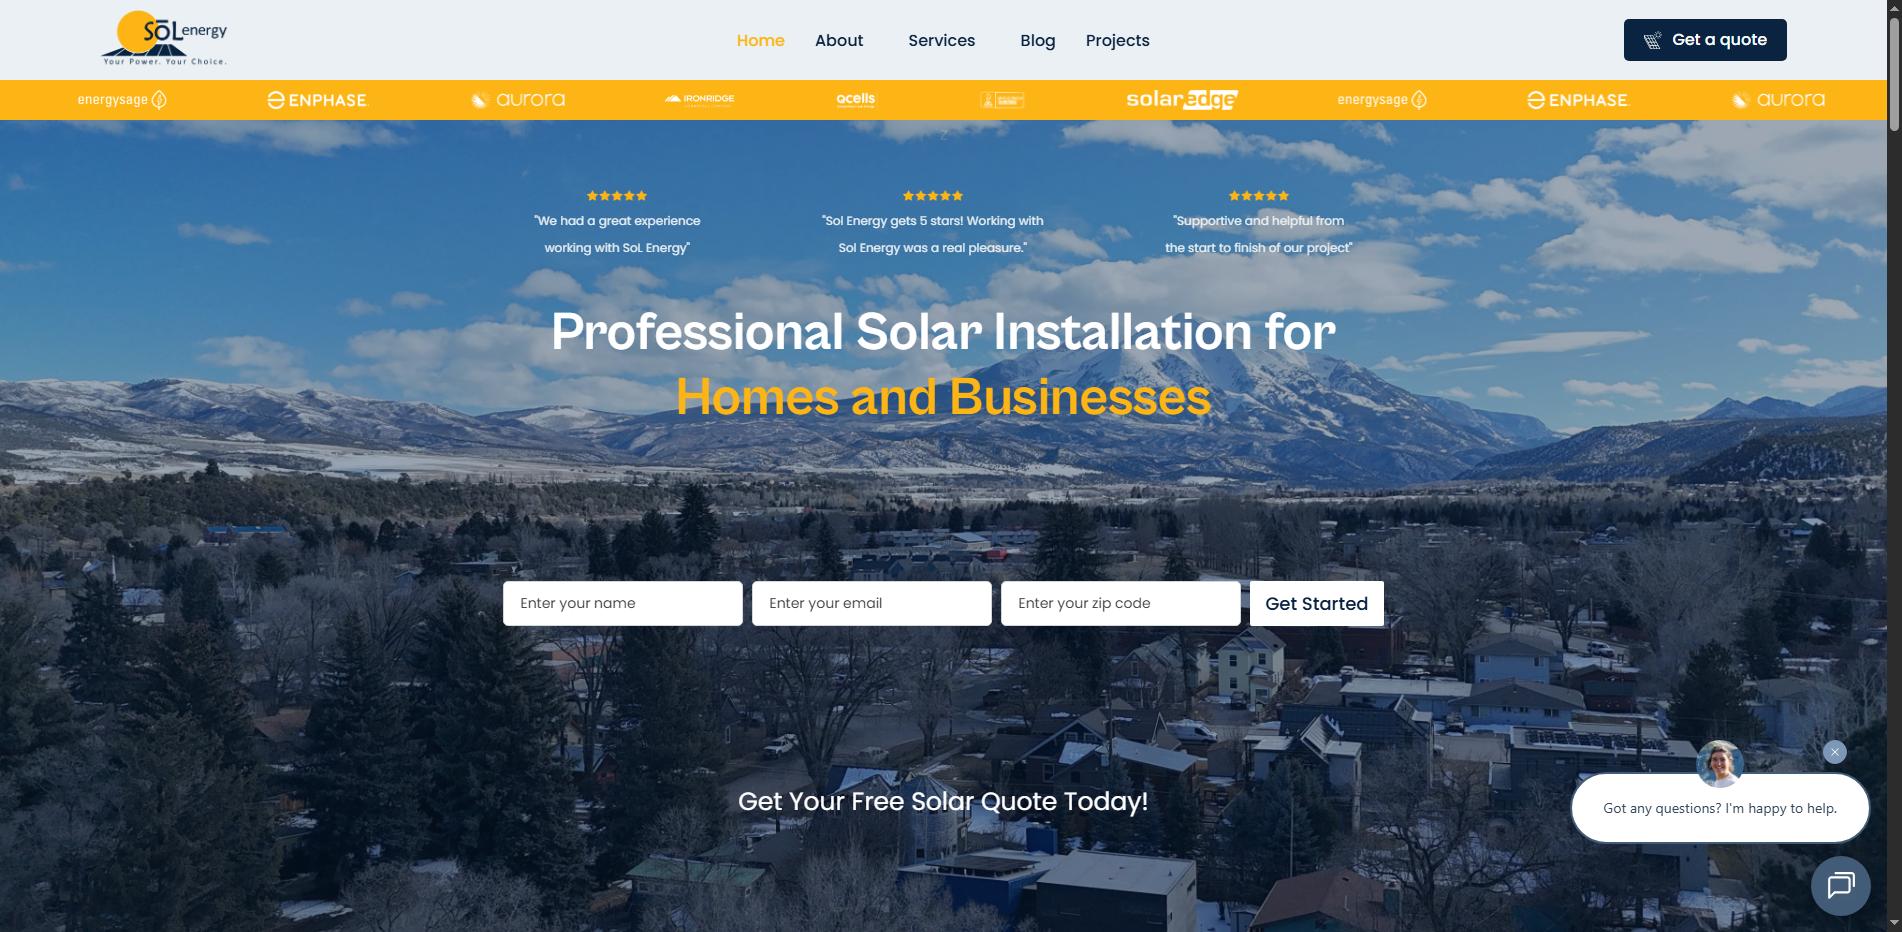 SōL energy
Your Power. Your Choice.
Home
About
Services
Blog
Projects
Get a quote
energysage
ENPHASE
aurora
IRONRIDGE
qcells
solaredge
energysage
ENPHASE
aurora
z
"We had a great experience
working with SoL Energy"
"Sol Energy gets 5 stars! Working with
Sol Energy was a real pleasure."
"Supportive and helpful from
the start to finish of our project"
Professional Solar Installation for
Homes and Businesses
Enter your name
Enter your email
Enter your zip code
Get Started
Get Your Free Solar Quote Today!
Got any questions? I'm happy to help.